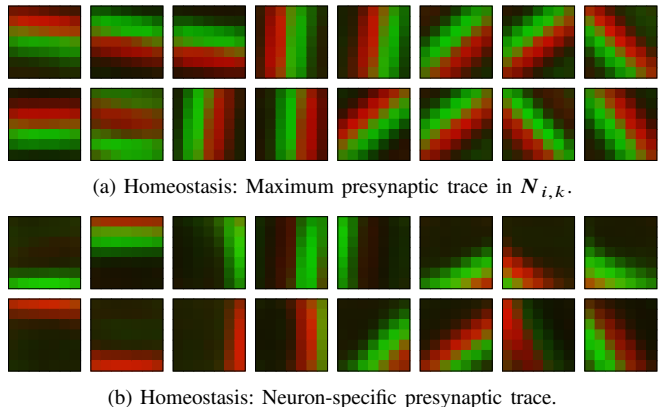 (a) Homeostasis: Maximum presynaptic trace in N_{i,k}.
(b) Homeostasis: Neuron-specific presynaptic trace.